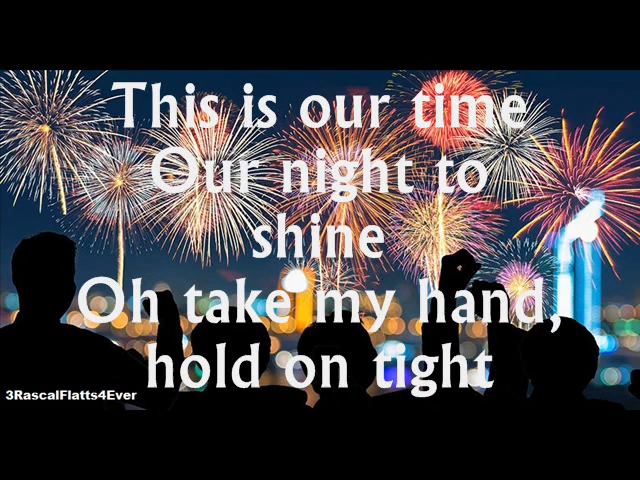 This is our time
Our night to
shine
Oh take my hand,
hold on tight
3RascalFlatts4Ever